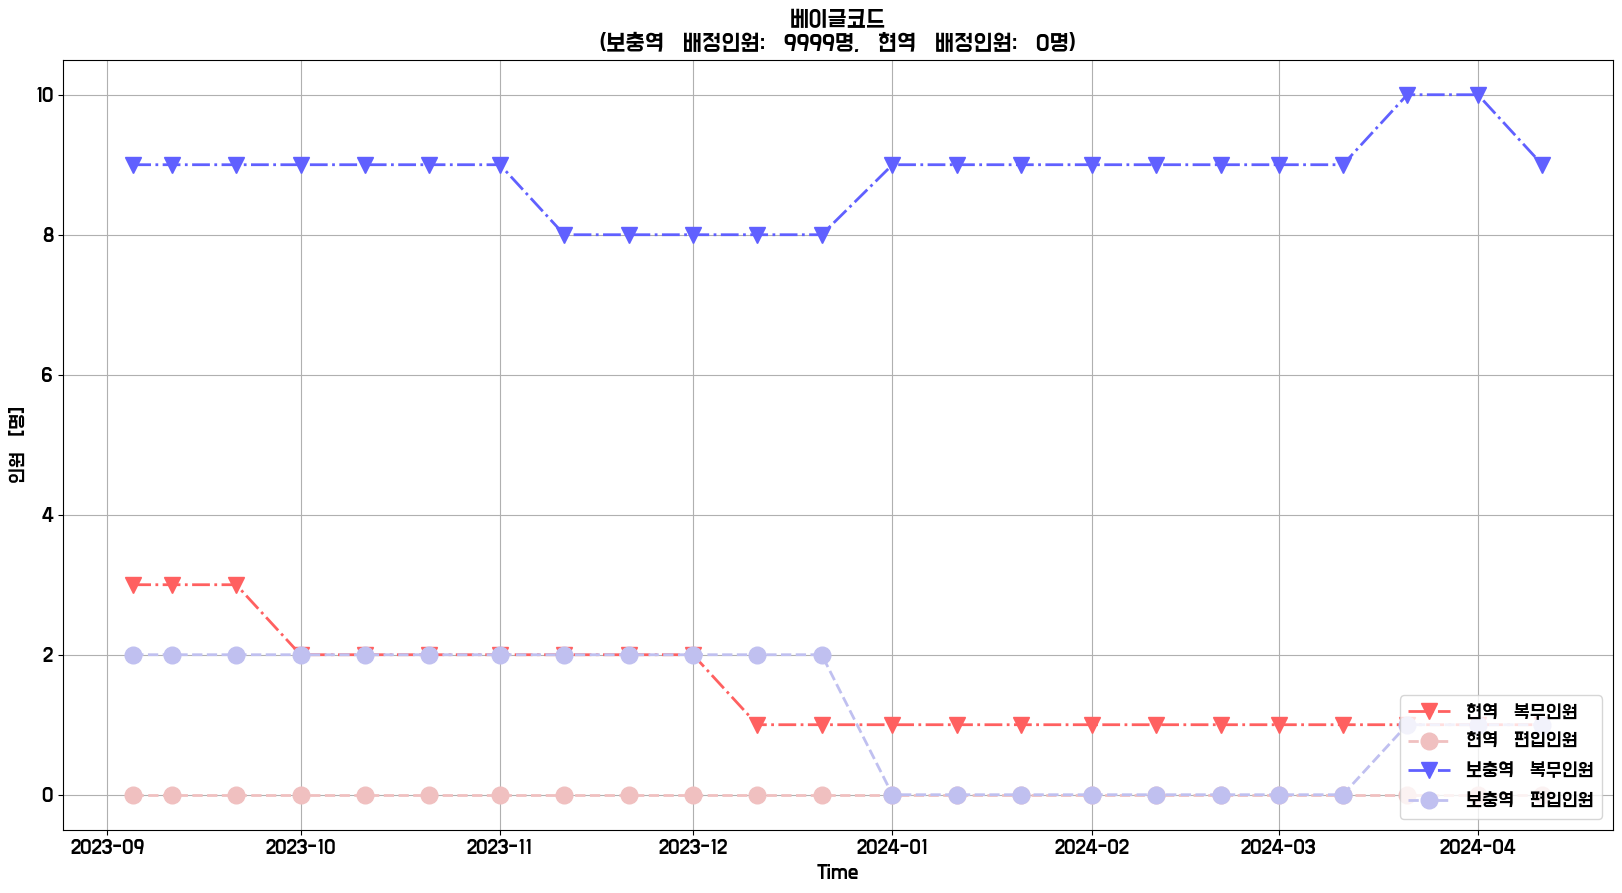 베이글코드
(보충역 배정인원: 9999명, 현역 배정인원: 0명)
10
8
6
4
2
0
인원 [명]
현역 복무인원
현역 편입인원
보충역 복무인원
보충역 편입인원
2023-09 2023-10 2023-11 2023-12 2024-01 2024-02 2024-03 2024-04
Time